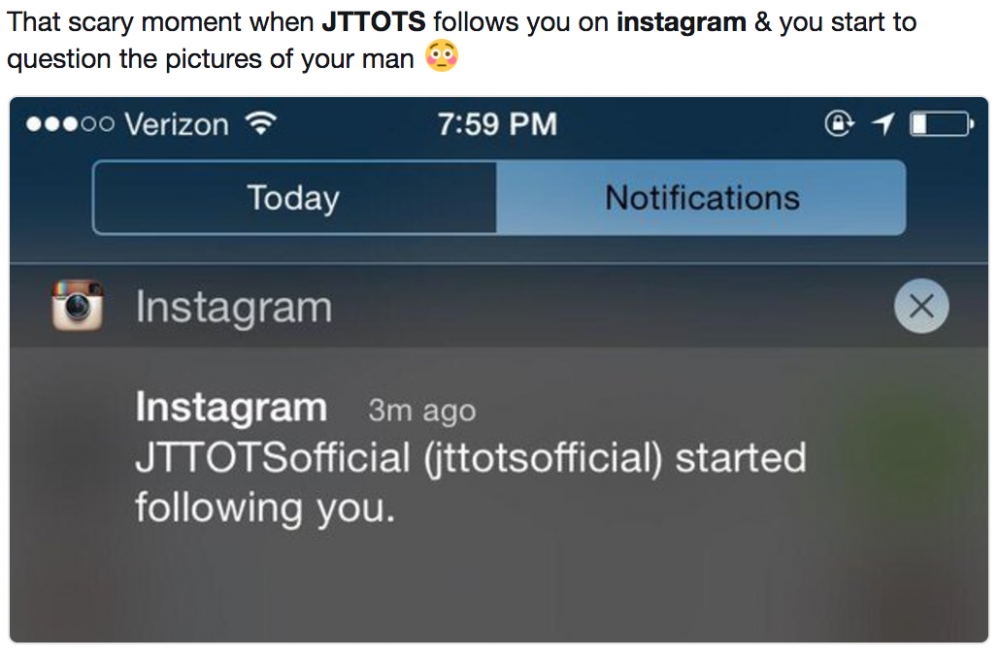 That scary moment when JTTOTS follows you on instagram & you start to
question the pictures of your man 😳
Verizon 7:59 PM
Today Notifications
Instagram
Instagram 3m ago
JTTOTSofficial (jttotsofficial) started
following you.